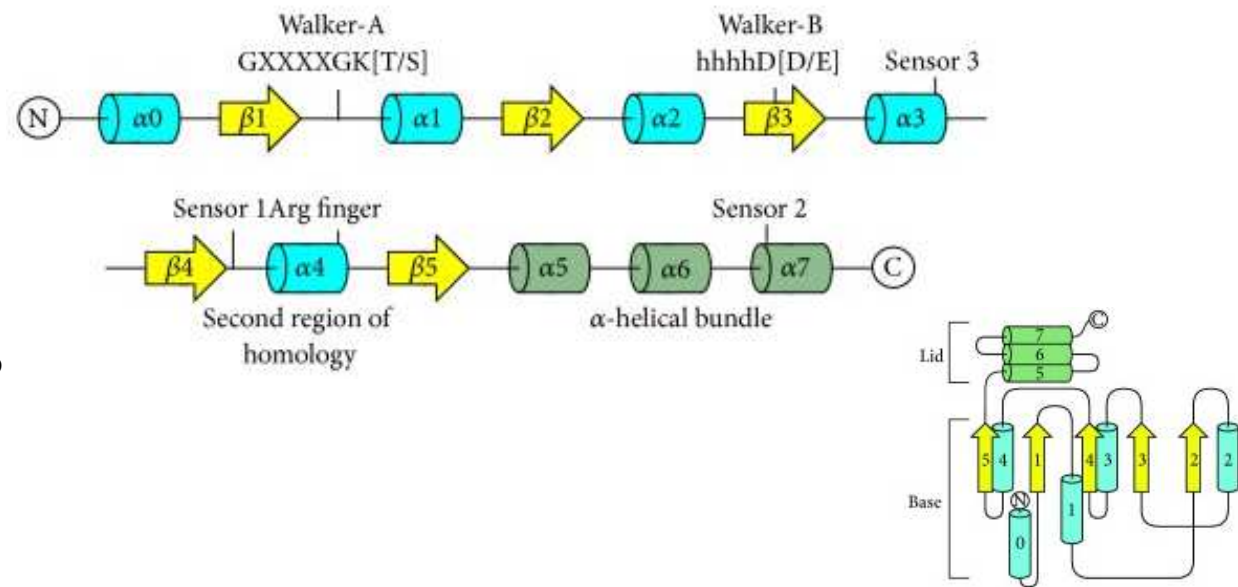 Walker-A
GXXXXGK[T/S]
Walker-B
hhhhD[D/E]
Sensor 3
N α0 β1 α1 β2 α2 β3 α3
Sensor 1 Arg finger
Sensor 2
β4 α4 β5 α5 α6 α7 C
Second region of
homology
α-helical bundle
Lid
C
7
6
5
Base
5 4 1 4 3 3 2 2
N
1
0